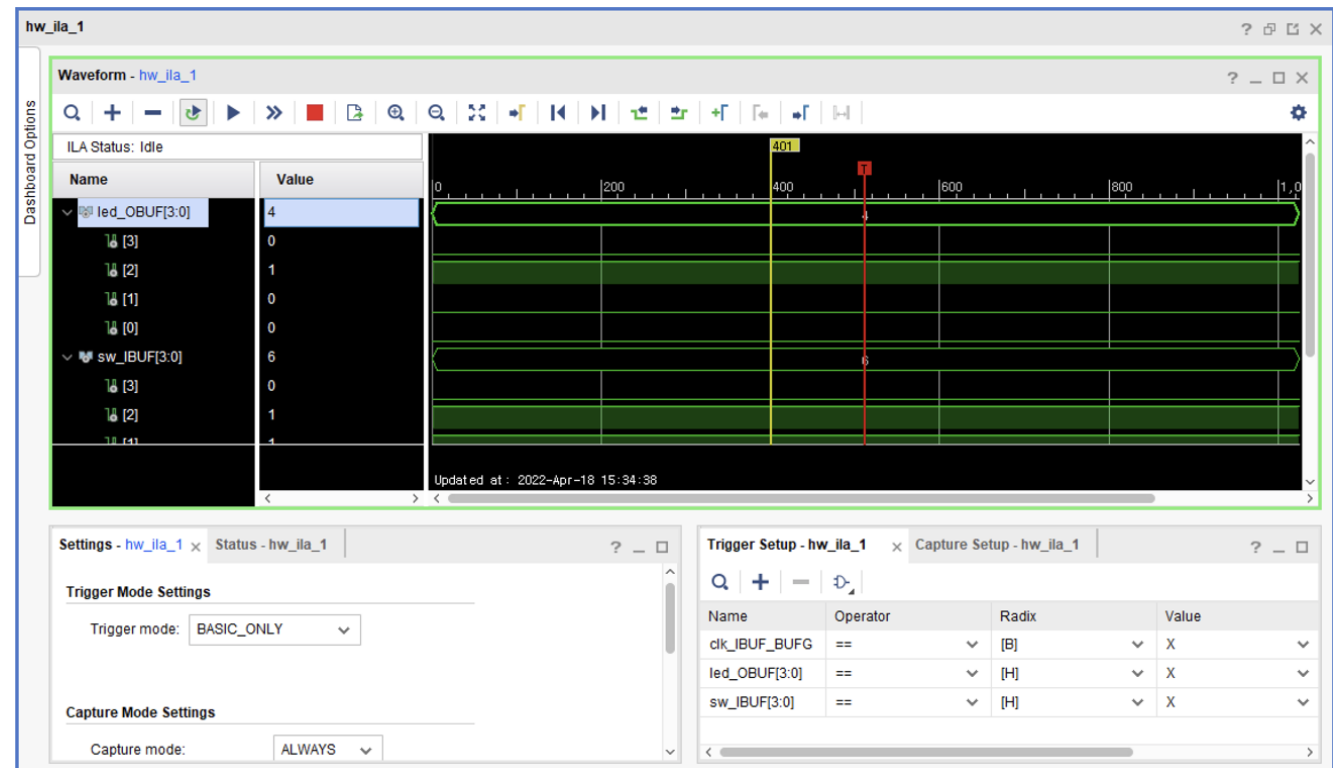 hw_ila_1
Dashboard Options
Waveform - hw_ila_1
ILA Status: Idle
Name Value
401
T
0 200 400 600 800 1,0
led_OBUF[3:0] 4 4
[3] 0
[2] 1
[1] 0
[0] 0
sw_IBUF[3:0] 6 6
[3] 0
[2] 1
[1] 1
Updated at: 2022-Apr-18 15:34:38
Settings - hw_ila_1 Status - hw_ila_1
Trigger Mode Settings
Trigger mode: BASIC_ONLY
Capture Mode Settings
Capture mode: ALWAYS
Trigger Setup - hw_ila_1 Capture Setup - hw_ila_1
Name Operator Radix Value
clk_IBUF_BUFG == [B] X
led_OBUF[3:0] == [H] X
sw_IBUF[3:0] == [H] X